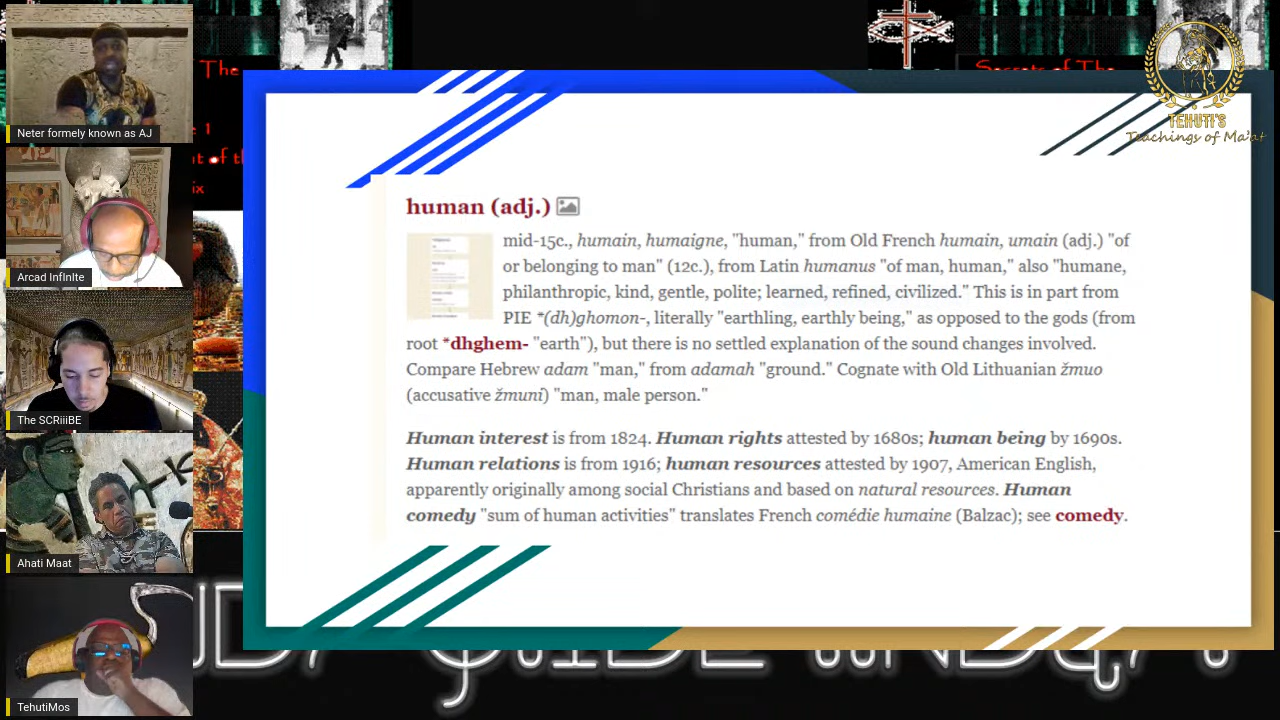 The
Secrets of The
TEHUTI'S
Teachings of Ma'at
Neter formely known as AJ
human (adj.)
mid-15c., humain, humaigne, "human," from Old French humain, umain (adj.) "of
or belonging to man" (12c.), from Latin humanus "of man, human," also "humane,
philanthropic, kind, gentle, polite; learned, refined, civilized." This is in part from
PIE *(dh)ghomon-, literally "earthling, earthly being," as opposed to the gods (from
root *dhghem- "earth"), but there is no settled explanation of the sound changes involved.
Compare Hebrew adam "man," from adamah "ground." Cognate with Old Lithuanian žmuo
(accusative žmunį) "man, male person."
Human interest is from 1824. Human rights attested by 1680s; human being by 1690s.
Human relations is from 1916; human resources attested by 1907, American English,
apparently originally among social Christians and based on natural resources. Human
comedy "sum of human activities" translates French comédie humaine (Balzac); see comedy.
Arcad InfInIte
The SCRiiiBE
Ahati Maat
TehutiMos